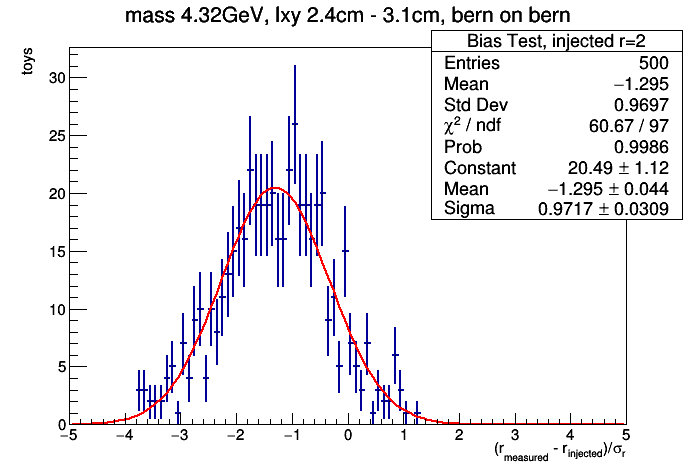 mass 4.32GeV, lxy 2.4cm - 3.1cm, bern on bern
Bias Test, injected r=2
Entries 500
Mean −1.295
Std Dev 0.9697
χ² / ndf 60.67 / 97
Prob 0.9986
Constant 20.49 ± 1.12
Mean −1.295 ± 0.044
Sigma 0.9717 ± 0.0309
toys
30
25
20
15
10
5
0
−5 −4 −3 −2 −1 0 1 2 3 4 5
(r_measured - r_injected)/σ_r